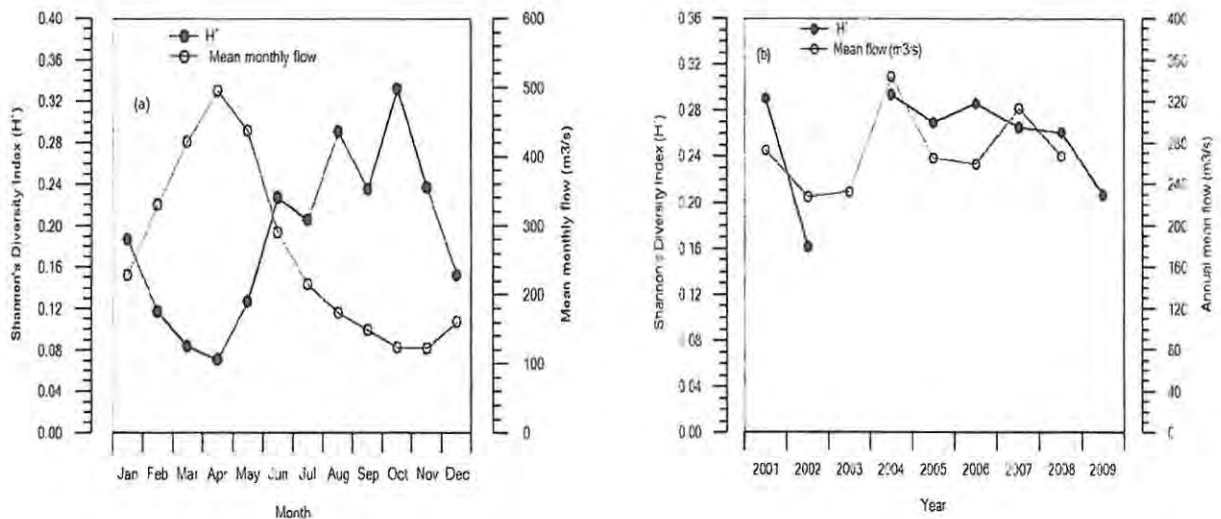 0.40
0.36
0.32
0.28
0.24
0.20
0.16
0.12
0.08
0.04
0.00
Shannon's Diversity Index (H')
H'
Mean monthly flow
(a)
600
500
400
300
200
100
0
Mean monthly flow (m3/s)
Jan Feb Mar Apr May Jun Jul Aug Sep Oct Nov Dec
Month
0.36
0.32
0.28
0.24
0.20
0.16
0.12
0.08
0.04
0.00
Diversity Index (H')
(b)
H'
Mean flow (m3/s)
400
360
320
280
240
200
160
120
80
40
0
Annual mean flow (m3/s)
2001 2002 2003 2004 2005 2006 2007 2008 2009
Year